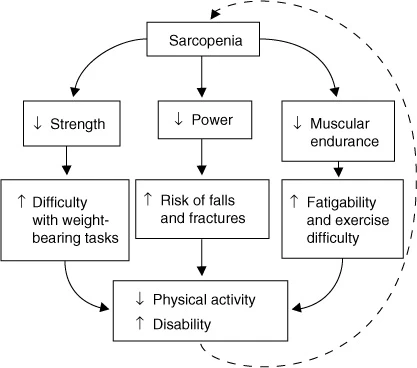 Sarcopenia
↓ Strength
↓ Power
↓ Muscular
endurance
↑ Difficulty
with weight-
bearing tasks
↑ Risk of falls
and fractures
↑ Fatigability
and exercise
difficulty
↓ Physical activity
↑ Disability